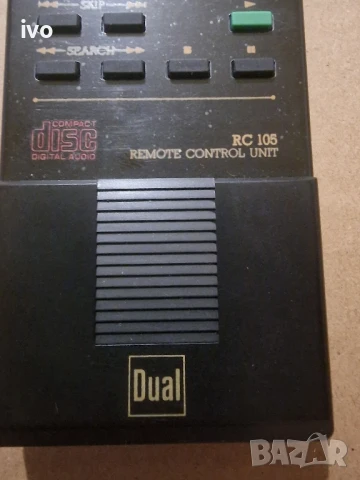 ivo
SKIP
SEARCH
COMPACT
disc
DIGITAL AUDIO
RC 105
REMOTE CONTROL UNIT
Dual
BAZAR